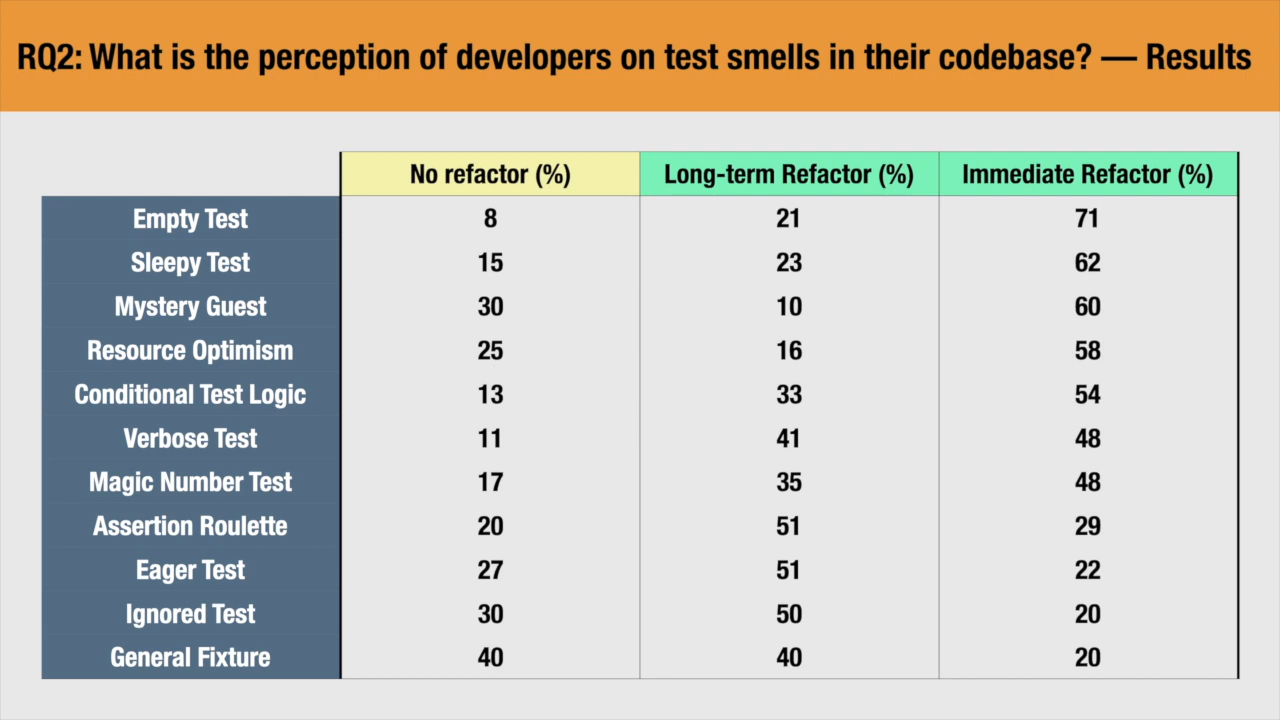 RQ2: What is the perception of developers on test smells in their codebase? — Results
No refactor (%) Long-term Refactor (%) Immediate Refactor (%)
Empty Test 8 21 71
Sleepy Test 15 23 62
Mystery Guest 30 10 60
Resource Optimism 25 16 58
Conditional Test Logic 13 33 54
Verbose Test 11 41 48
Magic Number Test 17 35 48
Assertion Roulette 20 51 29
Eager Test 27 51 22
Ignored Test 30 50 20
General Fixture 40 40 20